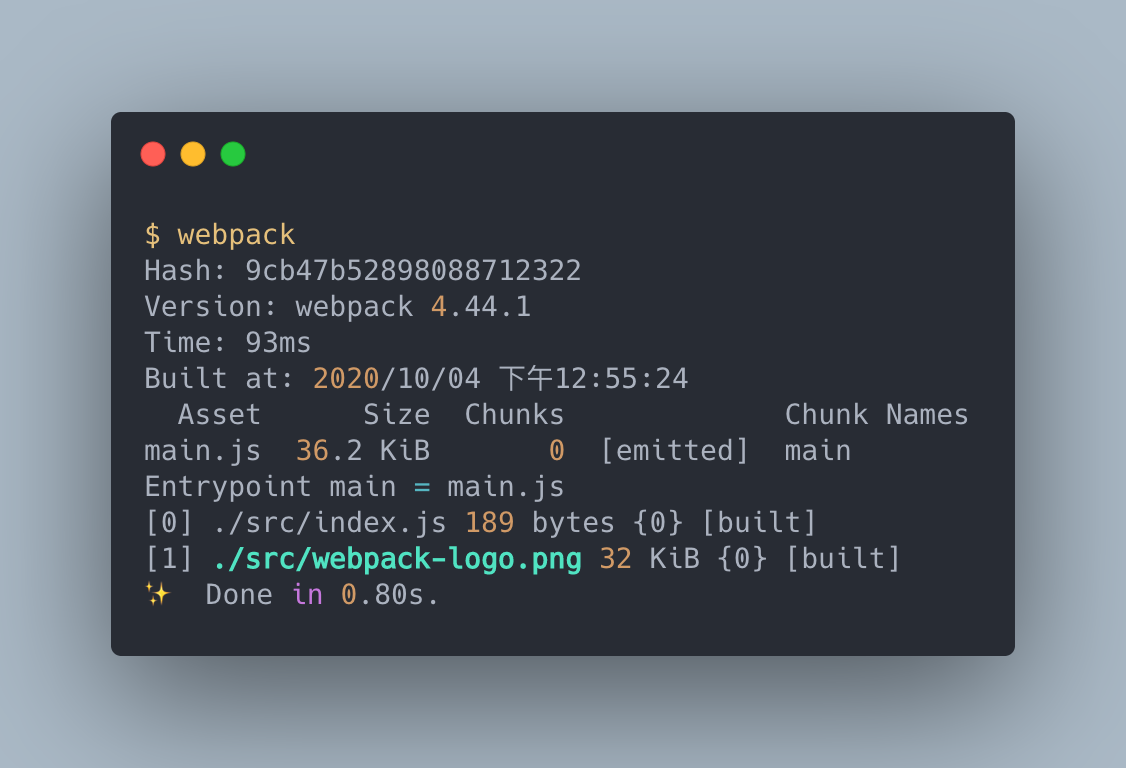 $ webpack
Hash: 9cb47b52898088712322
Version: webpack 4.44.1
Time: 93ms
Built at: 2020/10/04 下午12:55:24
  Asset      Size  Chunks             Chunk Names
main.js  36.2 KiB       0  [emitted]  main
Entrypoint main = main.js
[0] ./src/index.js 189 bytes {0} [built]
[1] ./src/webpack-logo.png 32 KiB {0} [built]
✨  Done in 0.80s.